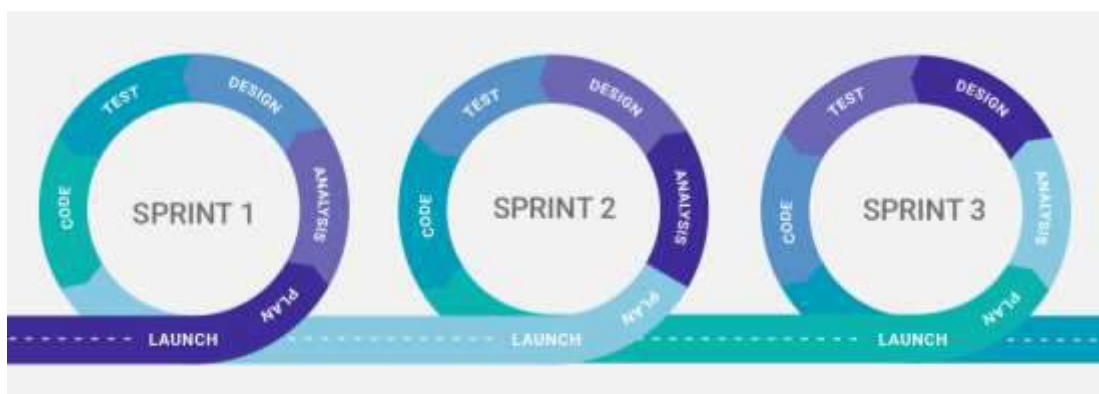 TEST
DESIGN
CODE
SPRINT 1
ANALYSIS
PLAN
LAUNCH
TEST
DESIGN
CODE
SPRINT 2
ANALYSIS
PLAN
LAUNCH
TEST
DESIGN
CODE
SPRINT 3
ANALYSIS
PLAN
LAUNCH